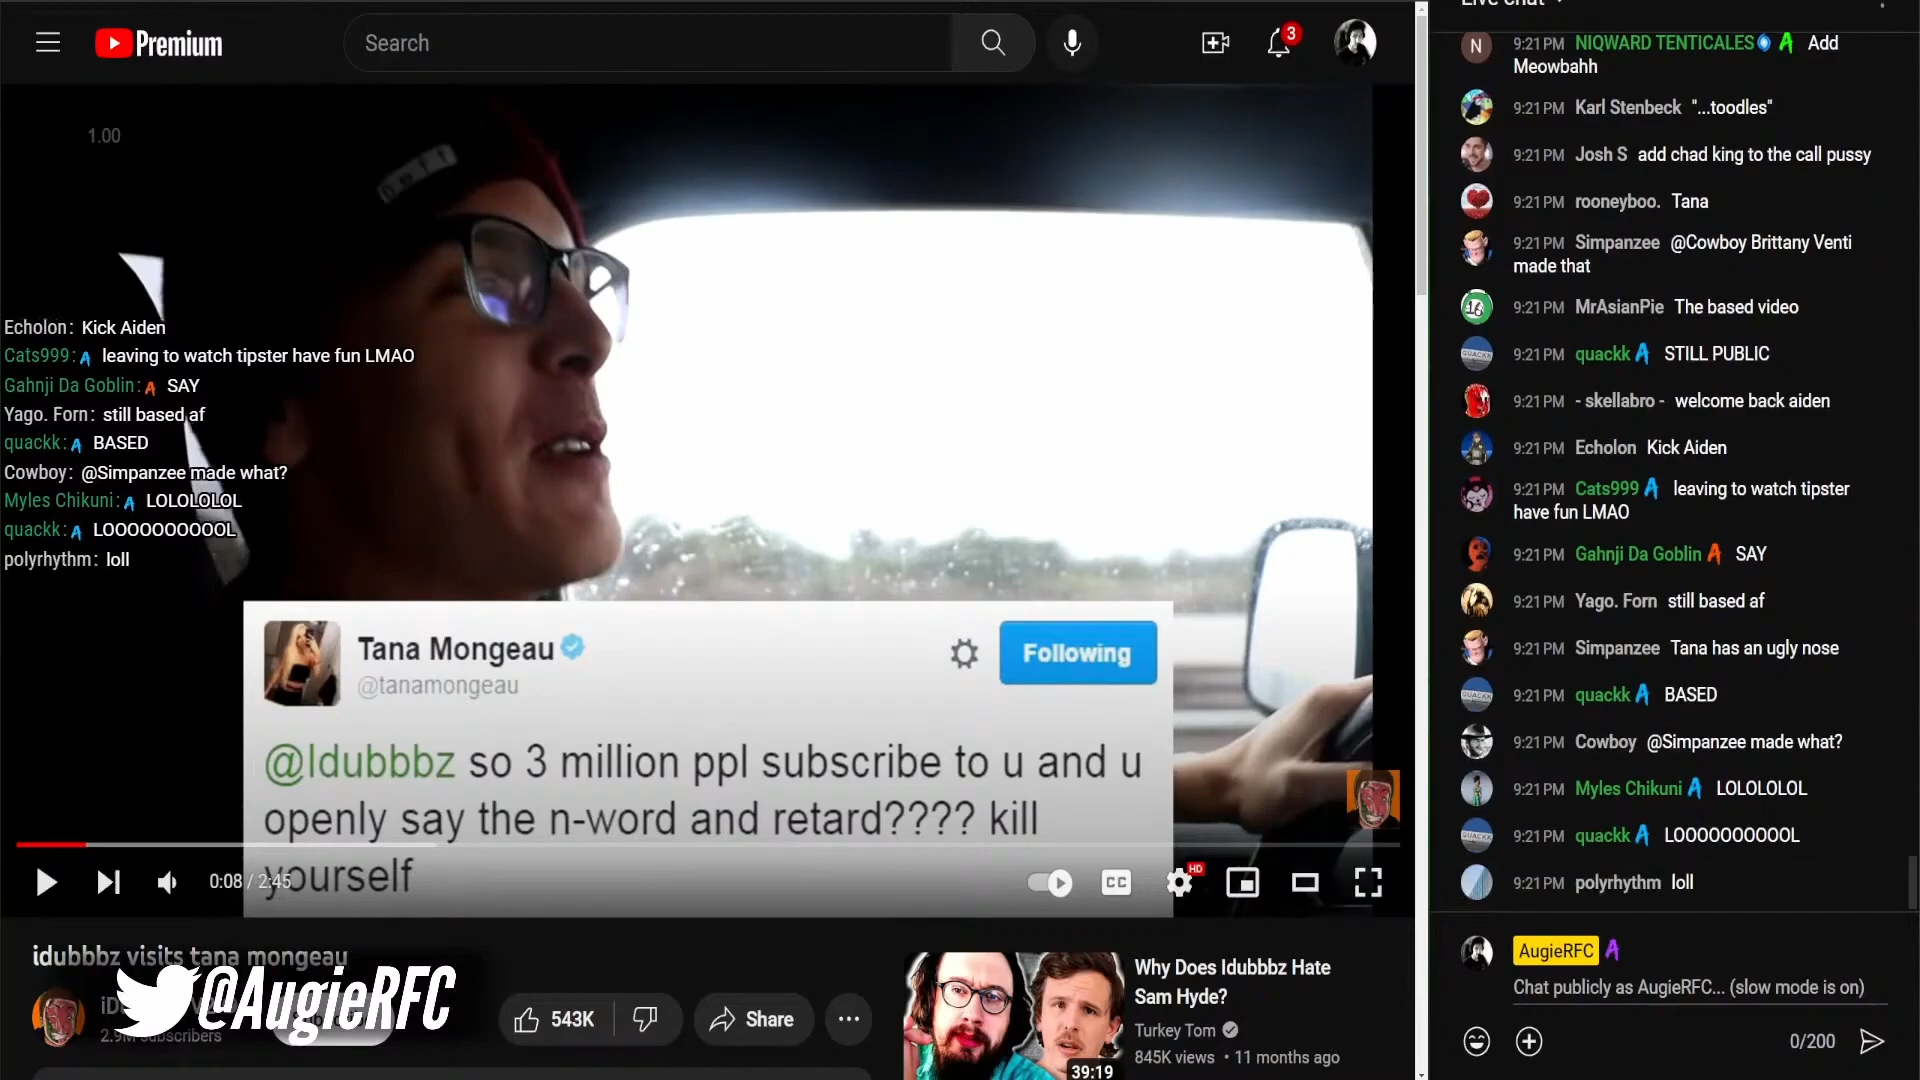 Premium
Search
3
1.00
Echolon: Kick Aiden
Cats999: leaving to watch tipster have fun LMAO
Gahnji Da Goblin: SAY
Yago. Forn: still based af
quackk: BASED
Cowboy: @Simpanzee made what?
Myles Chikuni: LOLOLOLOL
quackk: LOOOOOOOOOOL
polyrhythm: loll
Tana Mongeau
@tanamongeau
Following
@Idubbbz so 3 million ppl subscribe to u and u
openly say the n-word and retard???? kill
yourself
0:08 / 2:45
CC
HD
idubbbz visits tana mongeau
@AugieRFC
2.9M subscribers
543K
Share
Why Does Idubbbz Hate
Sam Hyde?
Turkey Tom
845K views • 11 months ago
39:19
Live chat
N
9:21 PM NIQWARD TENTICALES Add
Meowbahh
9:21 PM Karl Stenbeck "...toodles"
9:21 PM Josh S add chad king to the call pussy
9:21 PM rooneyboo. Tana
9:21 PM Simpanzee @Cowboy Brittany Venti
made that
9:21 PM MrAsianPie The based video
9:21 PM quackk STILL PUBLIC
9:21 PM - skellabro - welcome back aiden
9:21 PM Echolon Kick Aiden
9:21 PM Cats999 leaving to watch tipster
have fun LMAO
9:21 PM Gahnji Da Goblin SAY
9:21 PM Yago. Forn still based af
9:21 PM Simpanzee Tana has an ugly nose
9:21 PM quackk BASED
9:21 PM Cowboy @Simpanzee made what?
9:21 PM Myles Chikuni LOLOLOLOL
9:21 PM quackk LOOOOOOOOOOL
9:21 PM polyrhythm loll
AugieRFC
Chat publicly as AugieRFC... (slow mode is on)
0/200